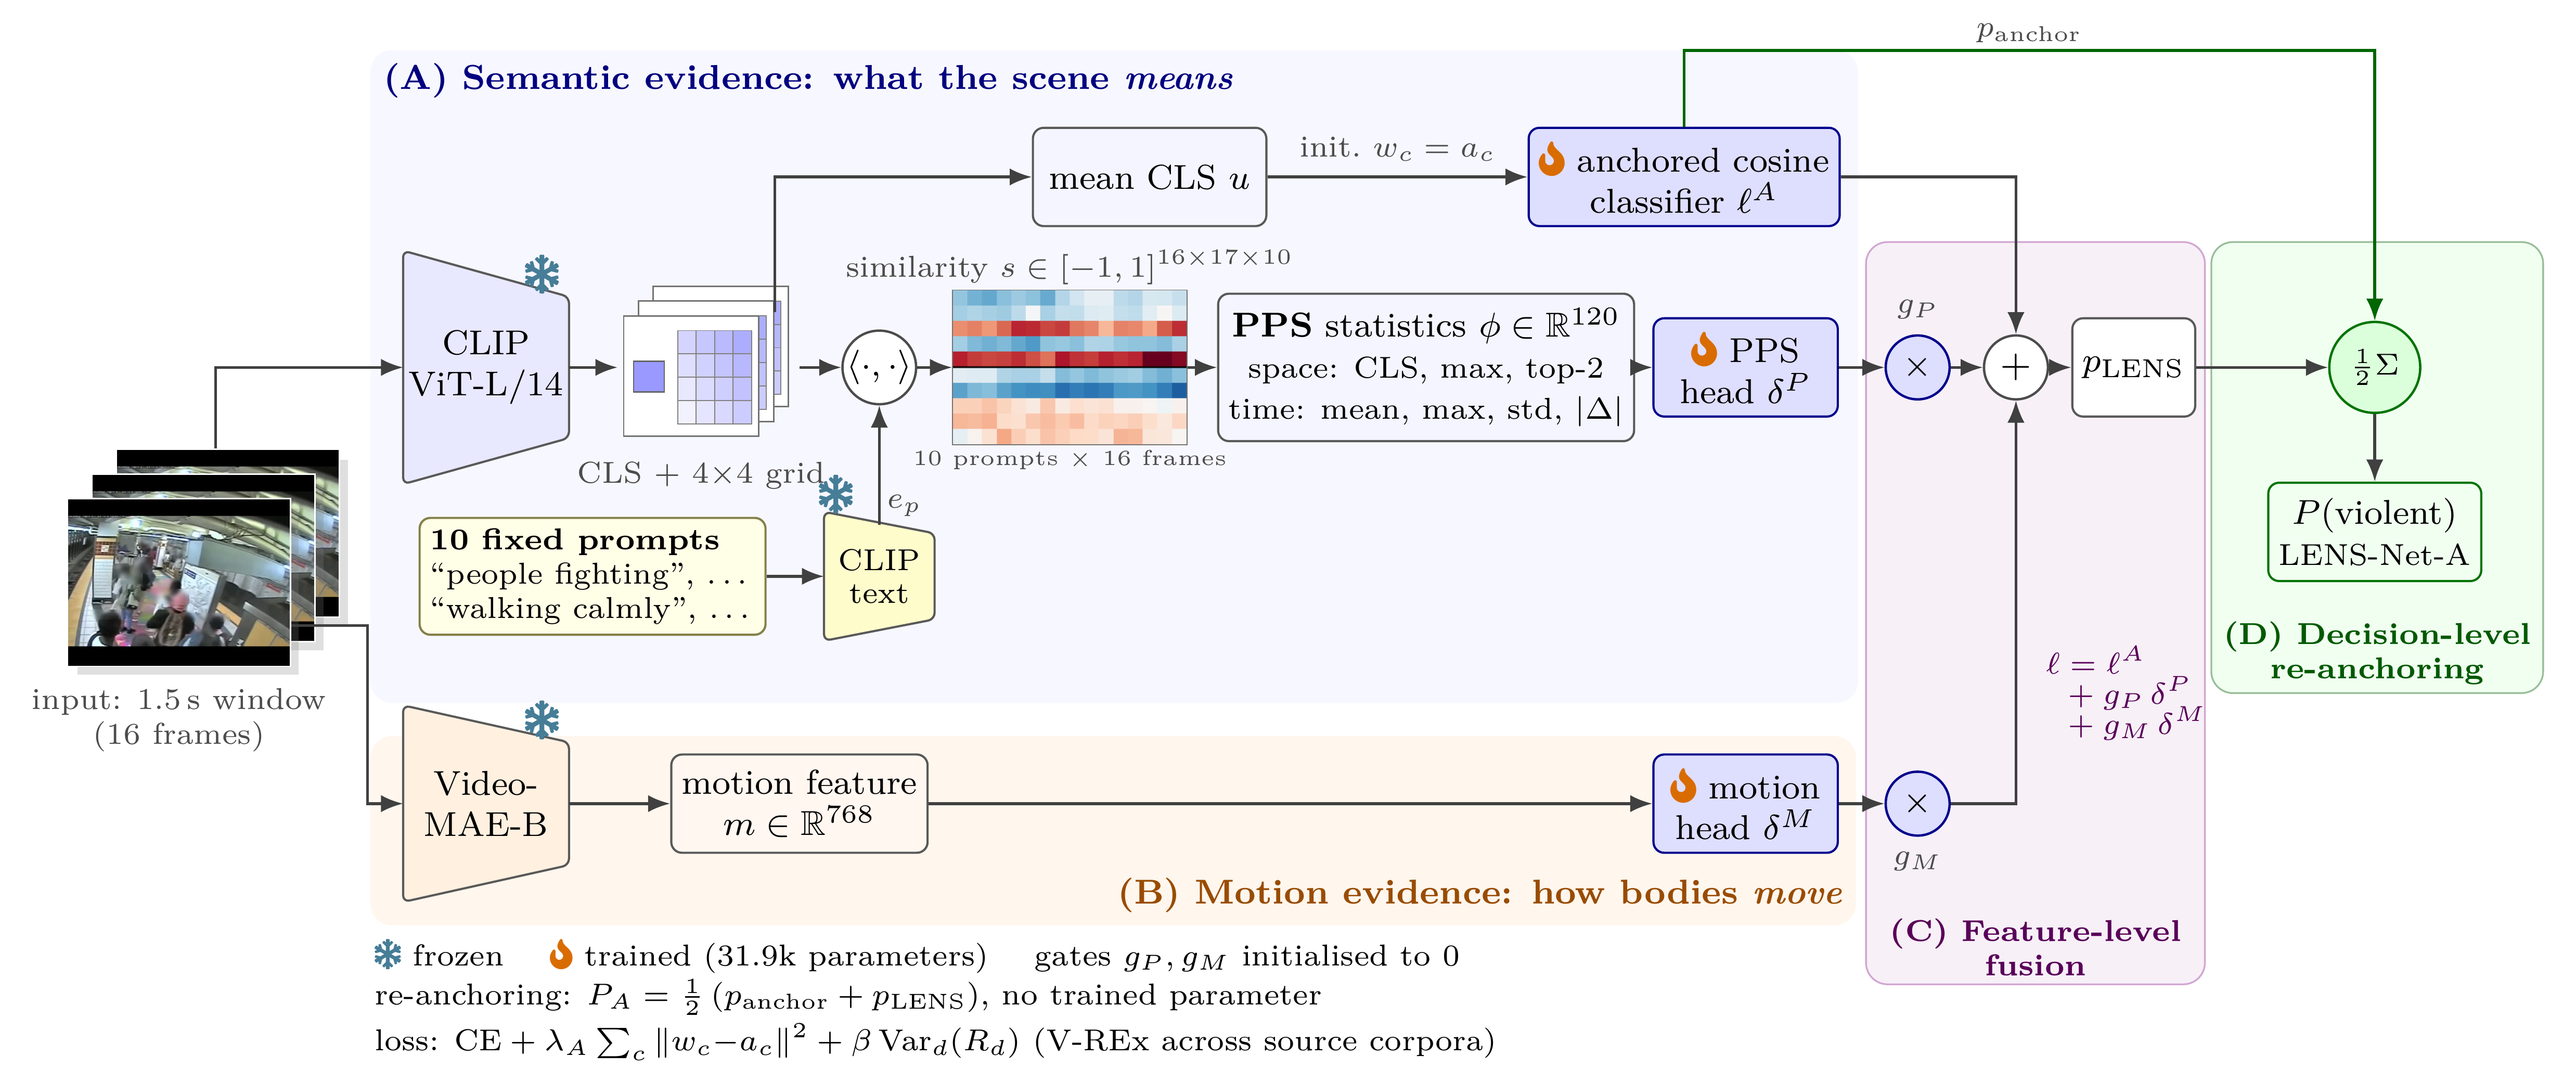 p_anchor
(A) Semantic evidence: what the scene means
mean CLS u
init. w_c = a_c
anchored cosine
classifier ℓ^A
CLIP
ViT-L/14
CLS + 4×4 grid
⟨·, ·⟩
similarity s ∈ [−1, 1]^{16×17×10}
10 prompts × 16 frames
PPS statistics ϕ ∈ ℝ^{120}
space: CLS, max, top-2
time: mean, max, std, |Δ|
PPS
head δ^P
g_P
×
+
p_LENS
½ Σ
P(violent)
LENS-Net-A
(D) Decision-level
re-anchoring
e_p
10 fixed prompts
“people fighting”, …
“walking calmly”, …
CLIP
text
input: 1.5 s window
(16 frames)
ℓ = ℓ^A
+ g_P δ^P
+ g_M δ^M
Video-
MAE-B
motion feature
m ∈ ℝ^{768}
motion
head δ^M
×
g_M
(B) Motion evidence: how bodies move
(C) Feature-level
fusion
frozen trained (31.9k parameters) gates g_P, g_M initialised to 0
re-anchoring: P_A = ½ (p_anchor + p_LENS), no trained parameter
loss: CE + λ_A ∑_c ∥w_c−a_c∥² + β Var_d(R_d) (V-REx across source corpora)